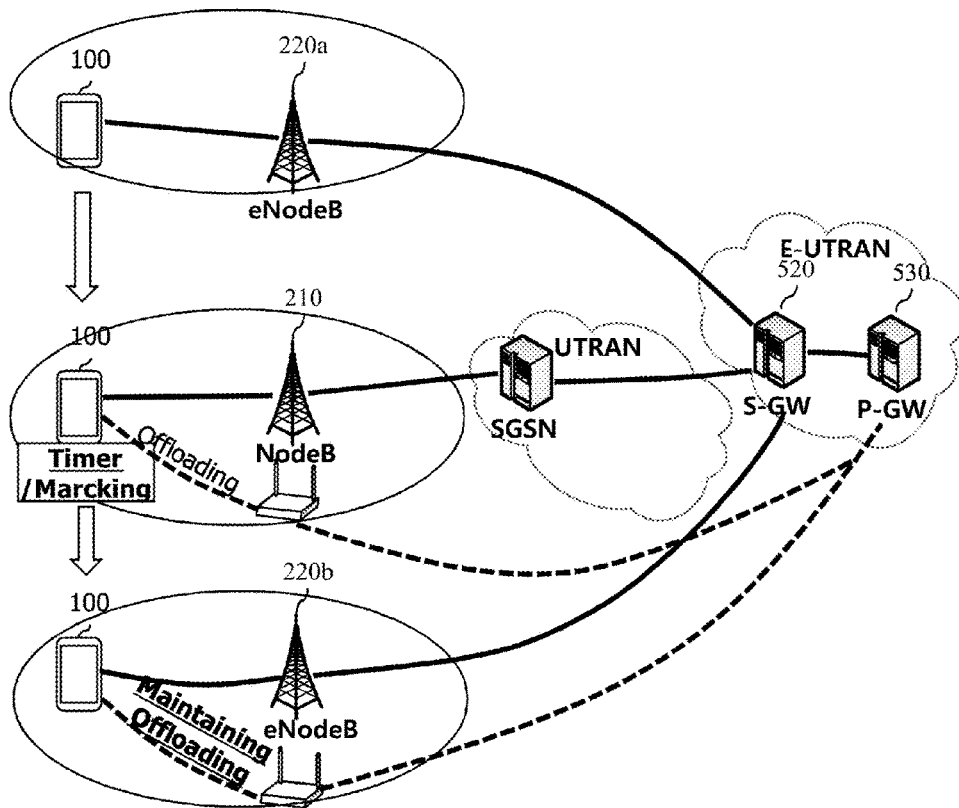 100
220a
eNodeB
E-UTRAN
520
530
100
210
UTRAN
S-GW
P-GW
SGSN
NodeB
Offloading
Timer
/Marcking
100
220b
Maintaining
Offloading
eNodeB